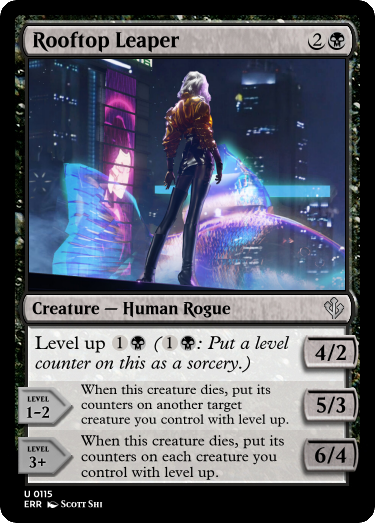 Rooftop Leaper 2
Creature — Human Rogue
Level up 1 ( 1 : Put a level
counter on this as a sorcery.)
4/2
LEVEL
1-2
When this creature dies, put its
counters on another target
creature you control with level up.
5/3
LEVEL
3+
When this creature dies, put its
counters on each creature you
control with level up.
6/4
U 0115
ERR Scott Shi